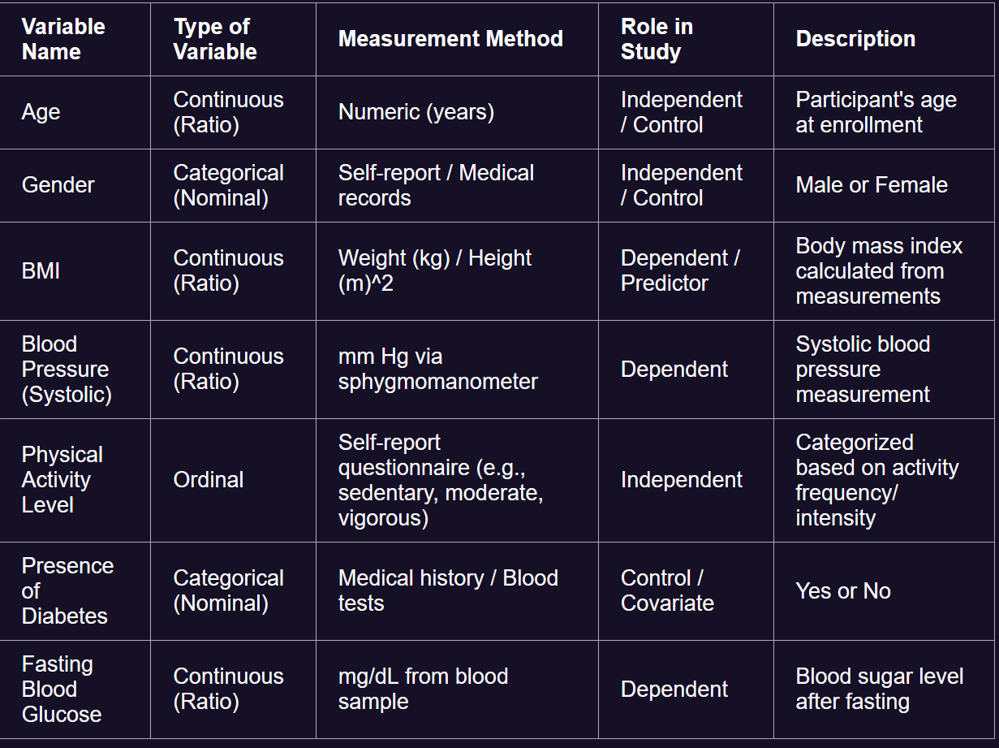 Variable
Name
Type of
Variable
Measurement Method
Role in
Study
Description
Age
Continuous
(Ratio)
Numeric (years)
Independent
/ Control
Participant's age
at enrollment
Gender
Categorical
(Nominal)
Self-report / Medical
records
Independent
/ Control
Male or Female
BMI
Continuous
(Ratio)
Weight (kg) / Height
(m)^2
Dependent /
Predictor
Body mass index
calculated from
measurements
Blood
Pressure
(Systolic)
Continuous
(Ratio)
mm Hg via
sphygmomanometer
Dependent
Systolic blood
pressure
measurement
Physical
Activity
Level
Ordinal
Self-report
questionnaire (e.g.,
sedentary, moderate,
vigorous)
Independent
Categorized
based on activity
frequency/
intensity
Presence
of
Diabetes
Categorical
(Nominal)
Medical history / Blood
tests
Control /
Covariate
Yes or No
Fasting
Blood
Glucose
Continuous
(Ratio)
mg/dL from blood
sample
Dependent
Blood sugar level
after fasting